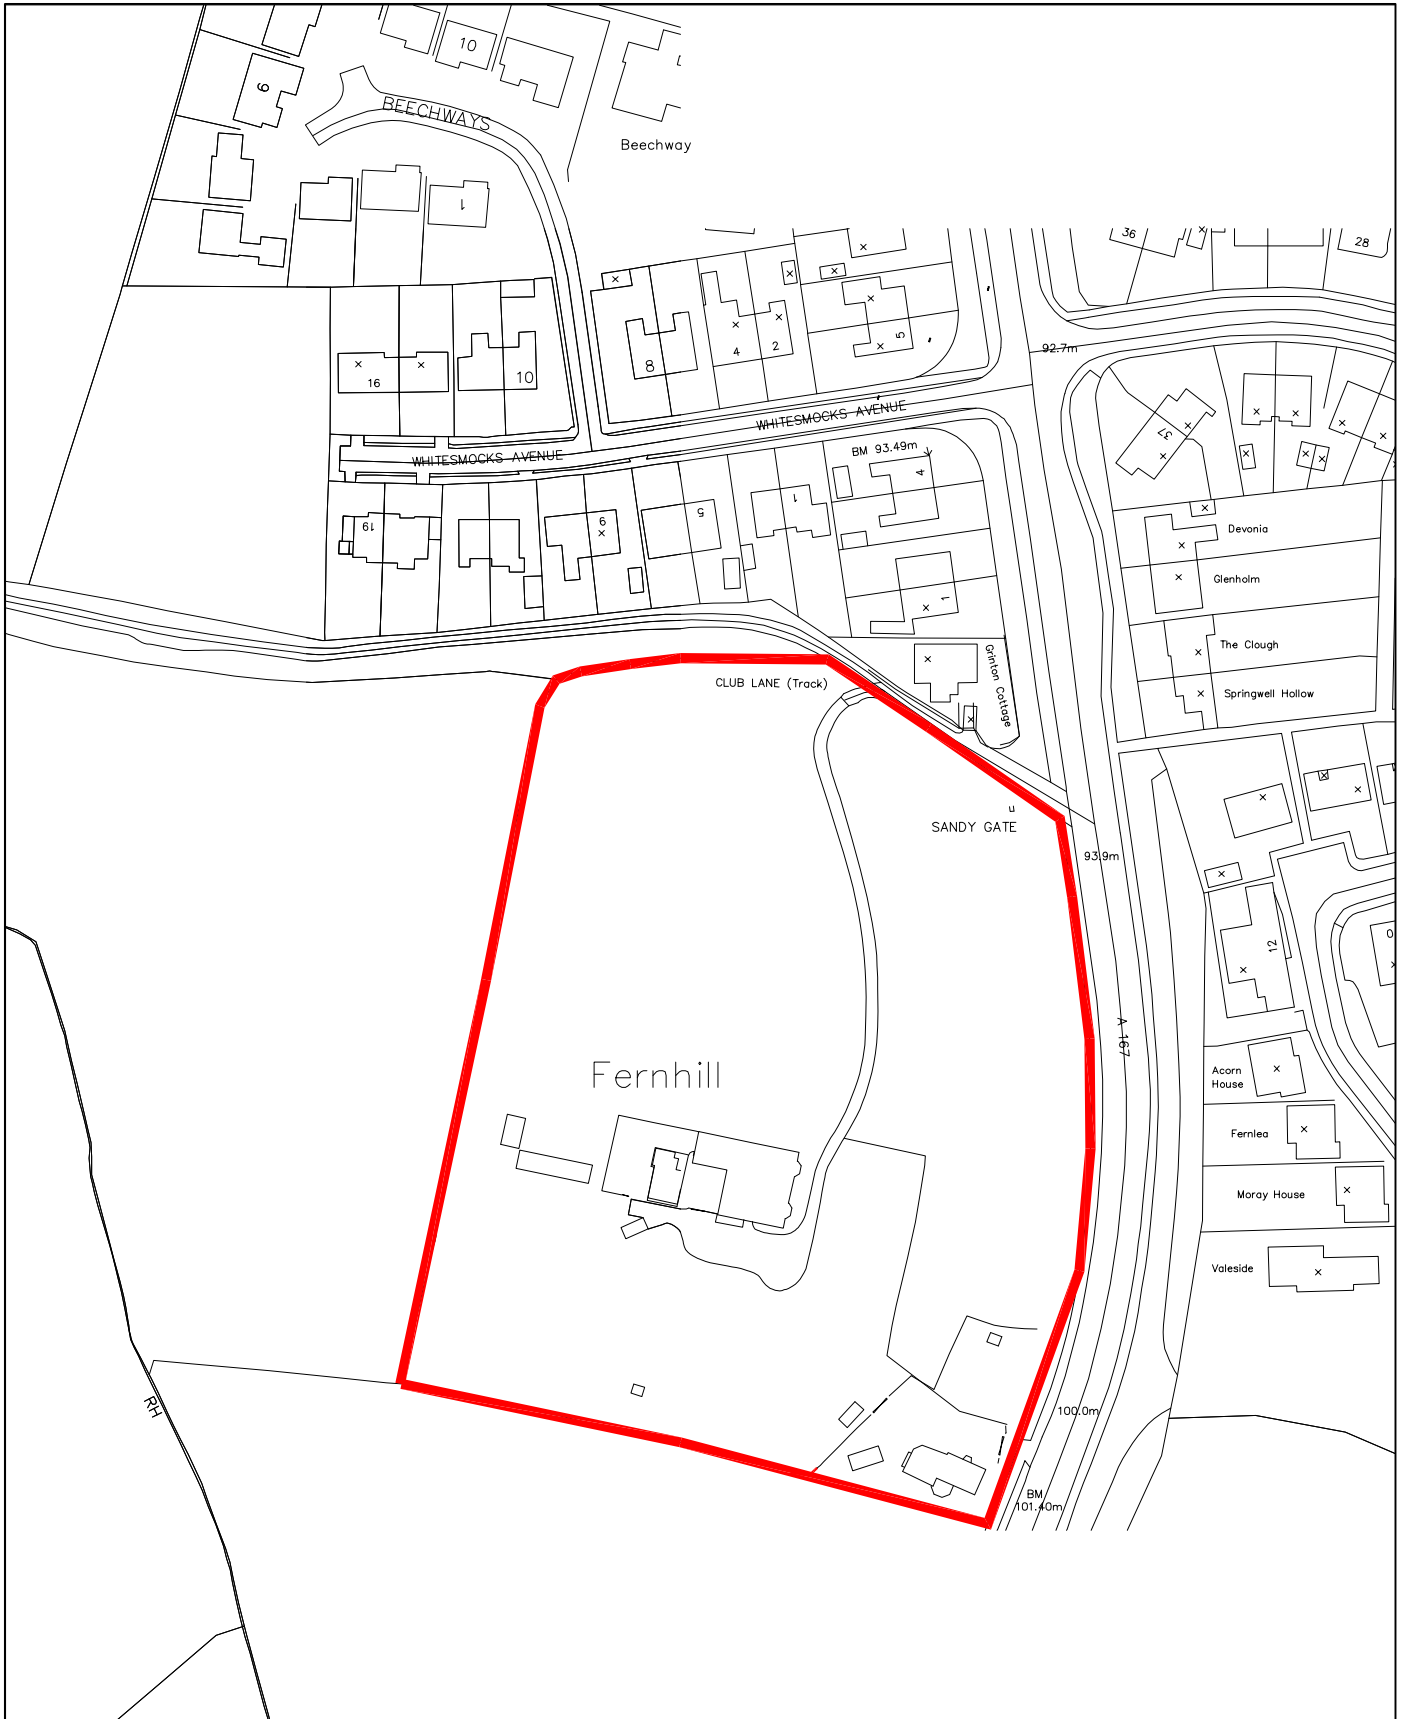 10
9
BEECHWAYS
Beechway
1
36
28
92.7m
16
10
8
4
2
5
WHITESMOCKS AVENUE
WHITESMOCKS AVENUE
BM 93.49m
37
19
9
5
1
4
Devonia
Glenholm
1
The Clough
Grinton Cottage
CLUB LANE (Track)
Springwell Hollow
SANDY GATE
93.9m
12
A 167
Fernhill
Acorn
House
Fernlea
Moray House
Valeside
RH
100.0m
BM
101.40m